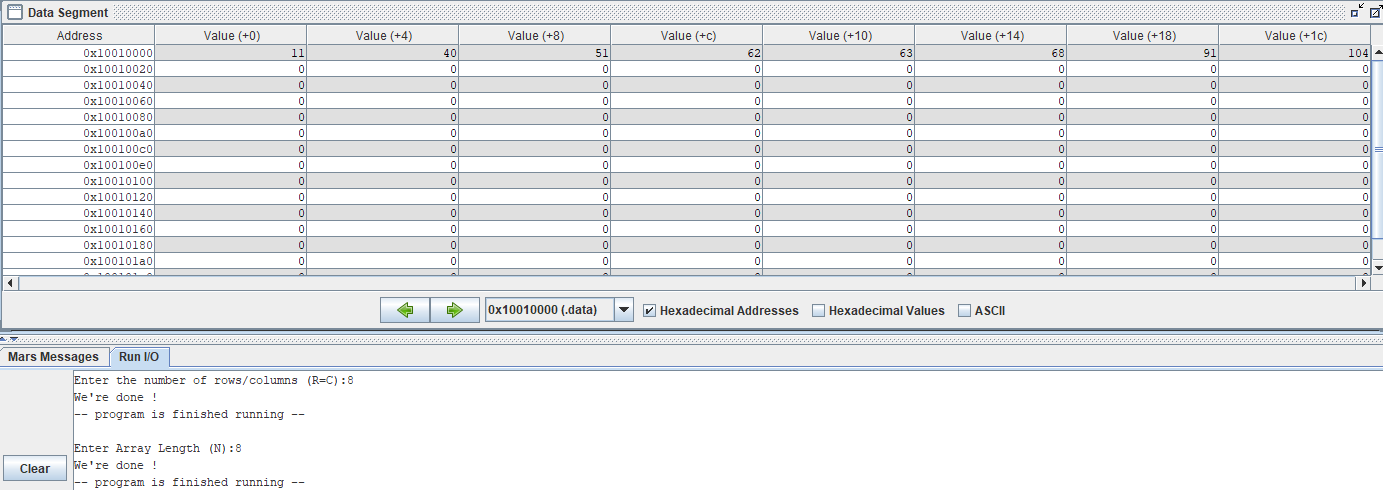 Data Segment
Address Value (+0) Value (+4) Value (+8) Value (+c) Value (+10) Value (+14) Value (+18) Value (+1c)
0x10010000 11 40 51 62 63 68 91 104
0x10010020 0 0 0 0 0 0 0 0
0x10010040 0 0 0 0 0 0 0 0
0x10010060 0 0 0 0 0 0 0 0
0x10010080 0 0 0 0 0 0 0 0
0x100100a0 0 0 0 0 0 0 0 0
0x100100c0 0 0 0 0 0 0 0 0
0x100100e0 0 0 0 0 0 0 0 0
0x10010100 0 0 0 0 0 0 0 0
0x10010120 0 0 0 0 0 0 0 0
0x10010140 0 0 0 0 0 0 0 0
0x10010160 0 0 0 0 0 0 0 0
0x10010180 0 0 0 0 0 0 0 0
0x100101a0 0 0 0 0 0 0 0 0
0x10010000 (.data) Hexadecimal Addresses Hexadecimal Values ASCII
Mars Messages Run I/O
Enter the number of rows/columns (R=C):8
We're done !
-- program is finished running --
Enter Array Length (N):8
Clear
We're done !
-- program is finished running --